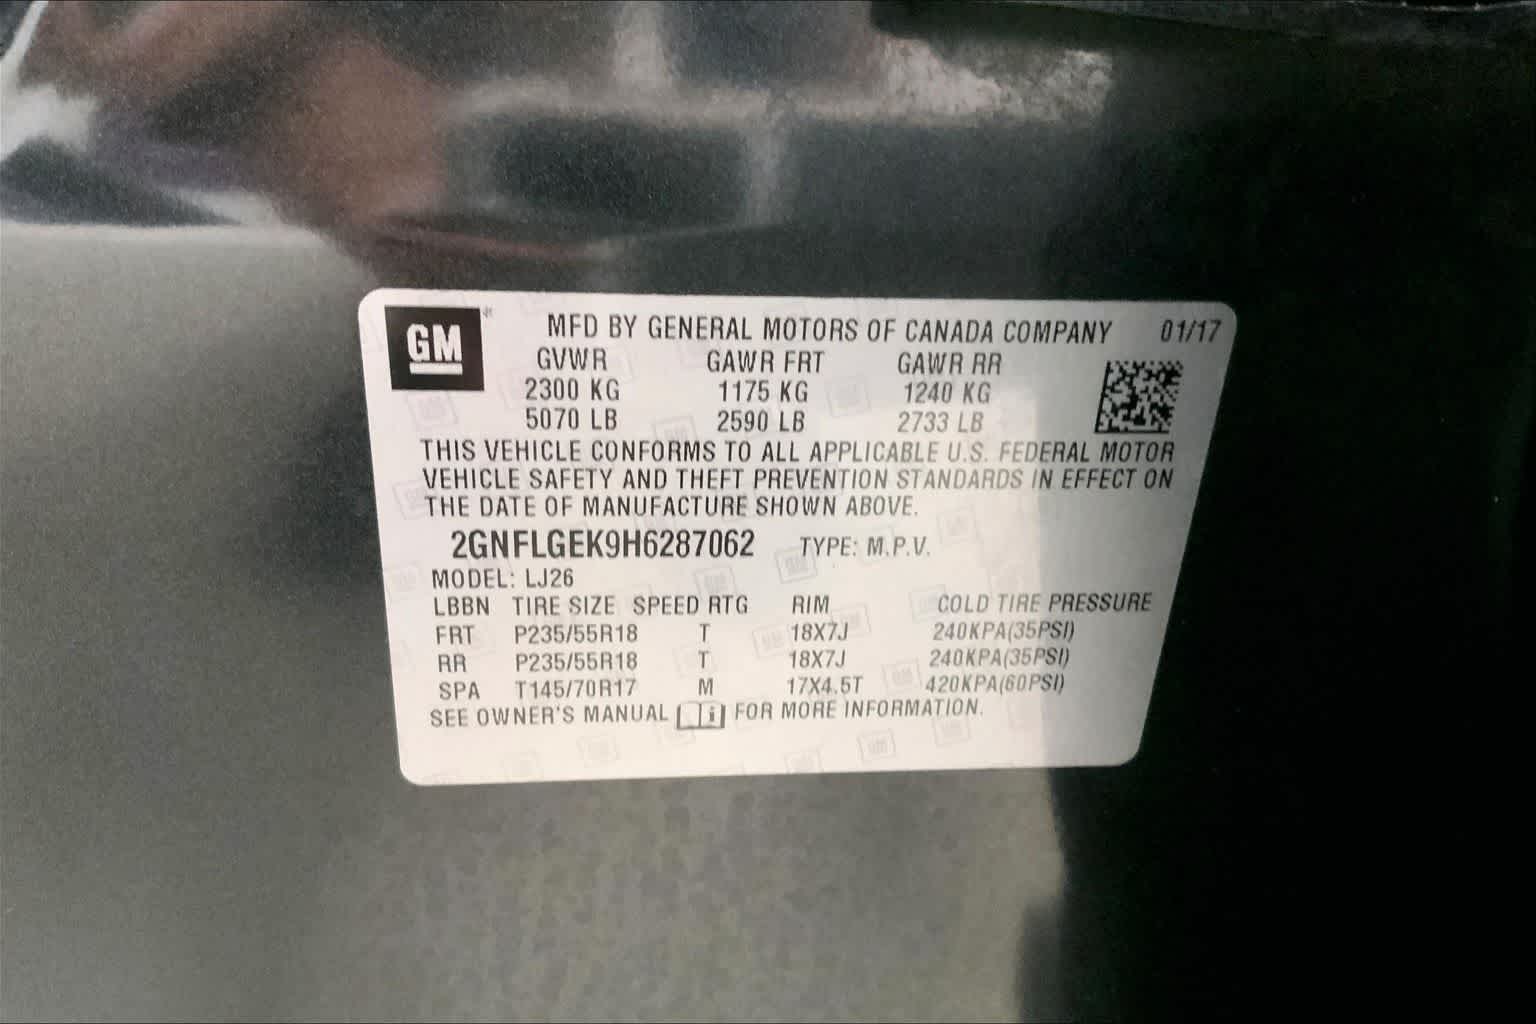 GM MFD BY GENERAL MOTORS OF CANADA COMPANY 01/17
GVWR GAWR FRT GAWR RR
2300 KG 1175 KG 1240 KG
5070 LB 2590 LB 2733 LB
THIS VEHICLE CONFORMS TO ALL APPLICABLE U.S. FEDERAL MOTOR
VEHICLE SAFETY AND THEFT PREVENTION STANDARDS IN EFFECT ON
THE DATE OF MANUFACTURE SHOWN ABOVE.
2GNFLGEK9H6287062 TYPE: M.P.V.
MODEL: LJ26
LBBN TIRE SIZE SPEED RTG RIM COLD TIRE PRESSURE
FRT P235/55R18 T 18X7J 240KPA(35PSI)
RR P235/55R18 T 18X7J 240KPA(35PSI)
SPA T145/70R17 M 17X4.5T 420KPA(60PSI)
SEE OWNER'S MANUAL i FOR MORE INFORMATION.